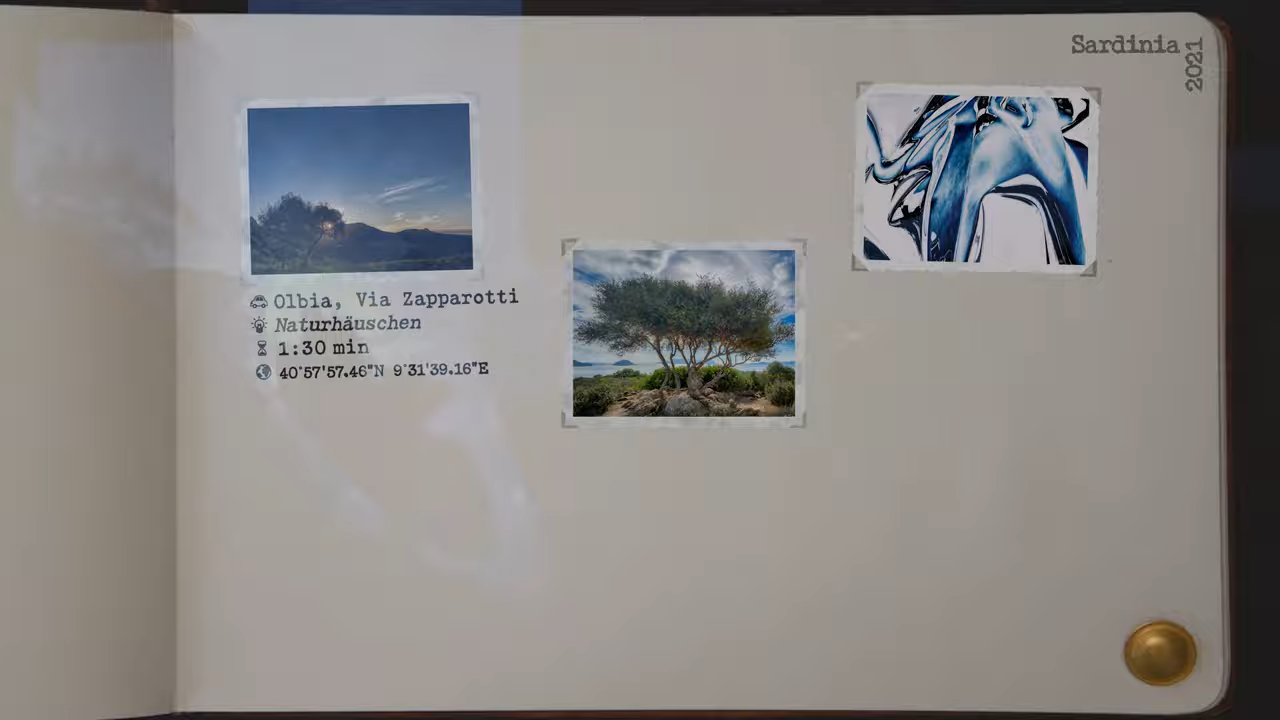 Sardinia
2021
Olbia, Via Zapparotti
Naturhäuschen
1:30 min
40°57'57.46"N 9°31'39.16"E